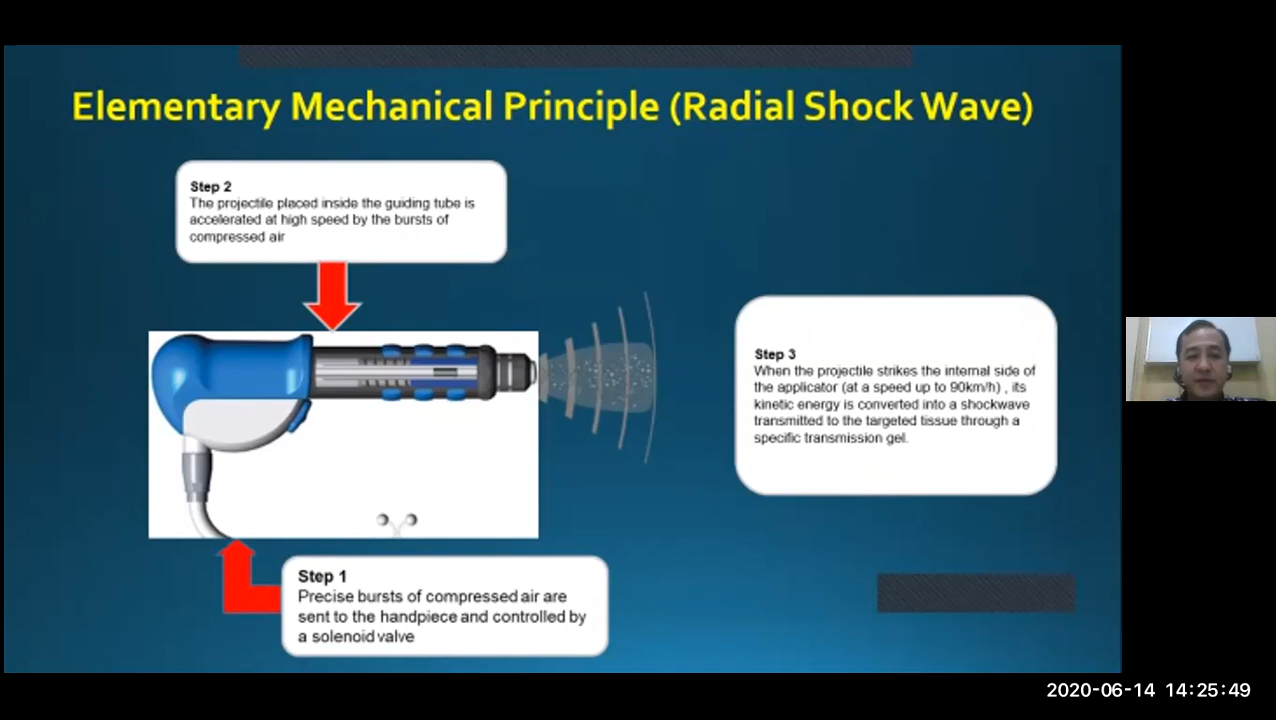 Elementary Mechanical Principle (Radial Shock Wave)
Step 2
The projectile placed inside the guiding tube is
accelerated at high speed by the bursts of
compressed air
Step 3
When the projectile strikes the internal side of
the applicator (at a speed up to 90km/h) , its
kinetic energy is converted into a shockwave
transmitted to the targeted tissue through a
specific transmission gel.
Step 1
Precise bursts of compressed air are
sent to the handpiece and controlled by
a solenoid valve
2020-06-14 14:25:49